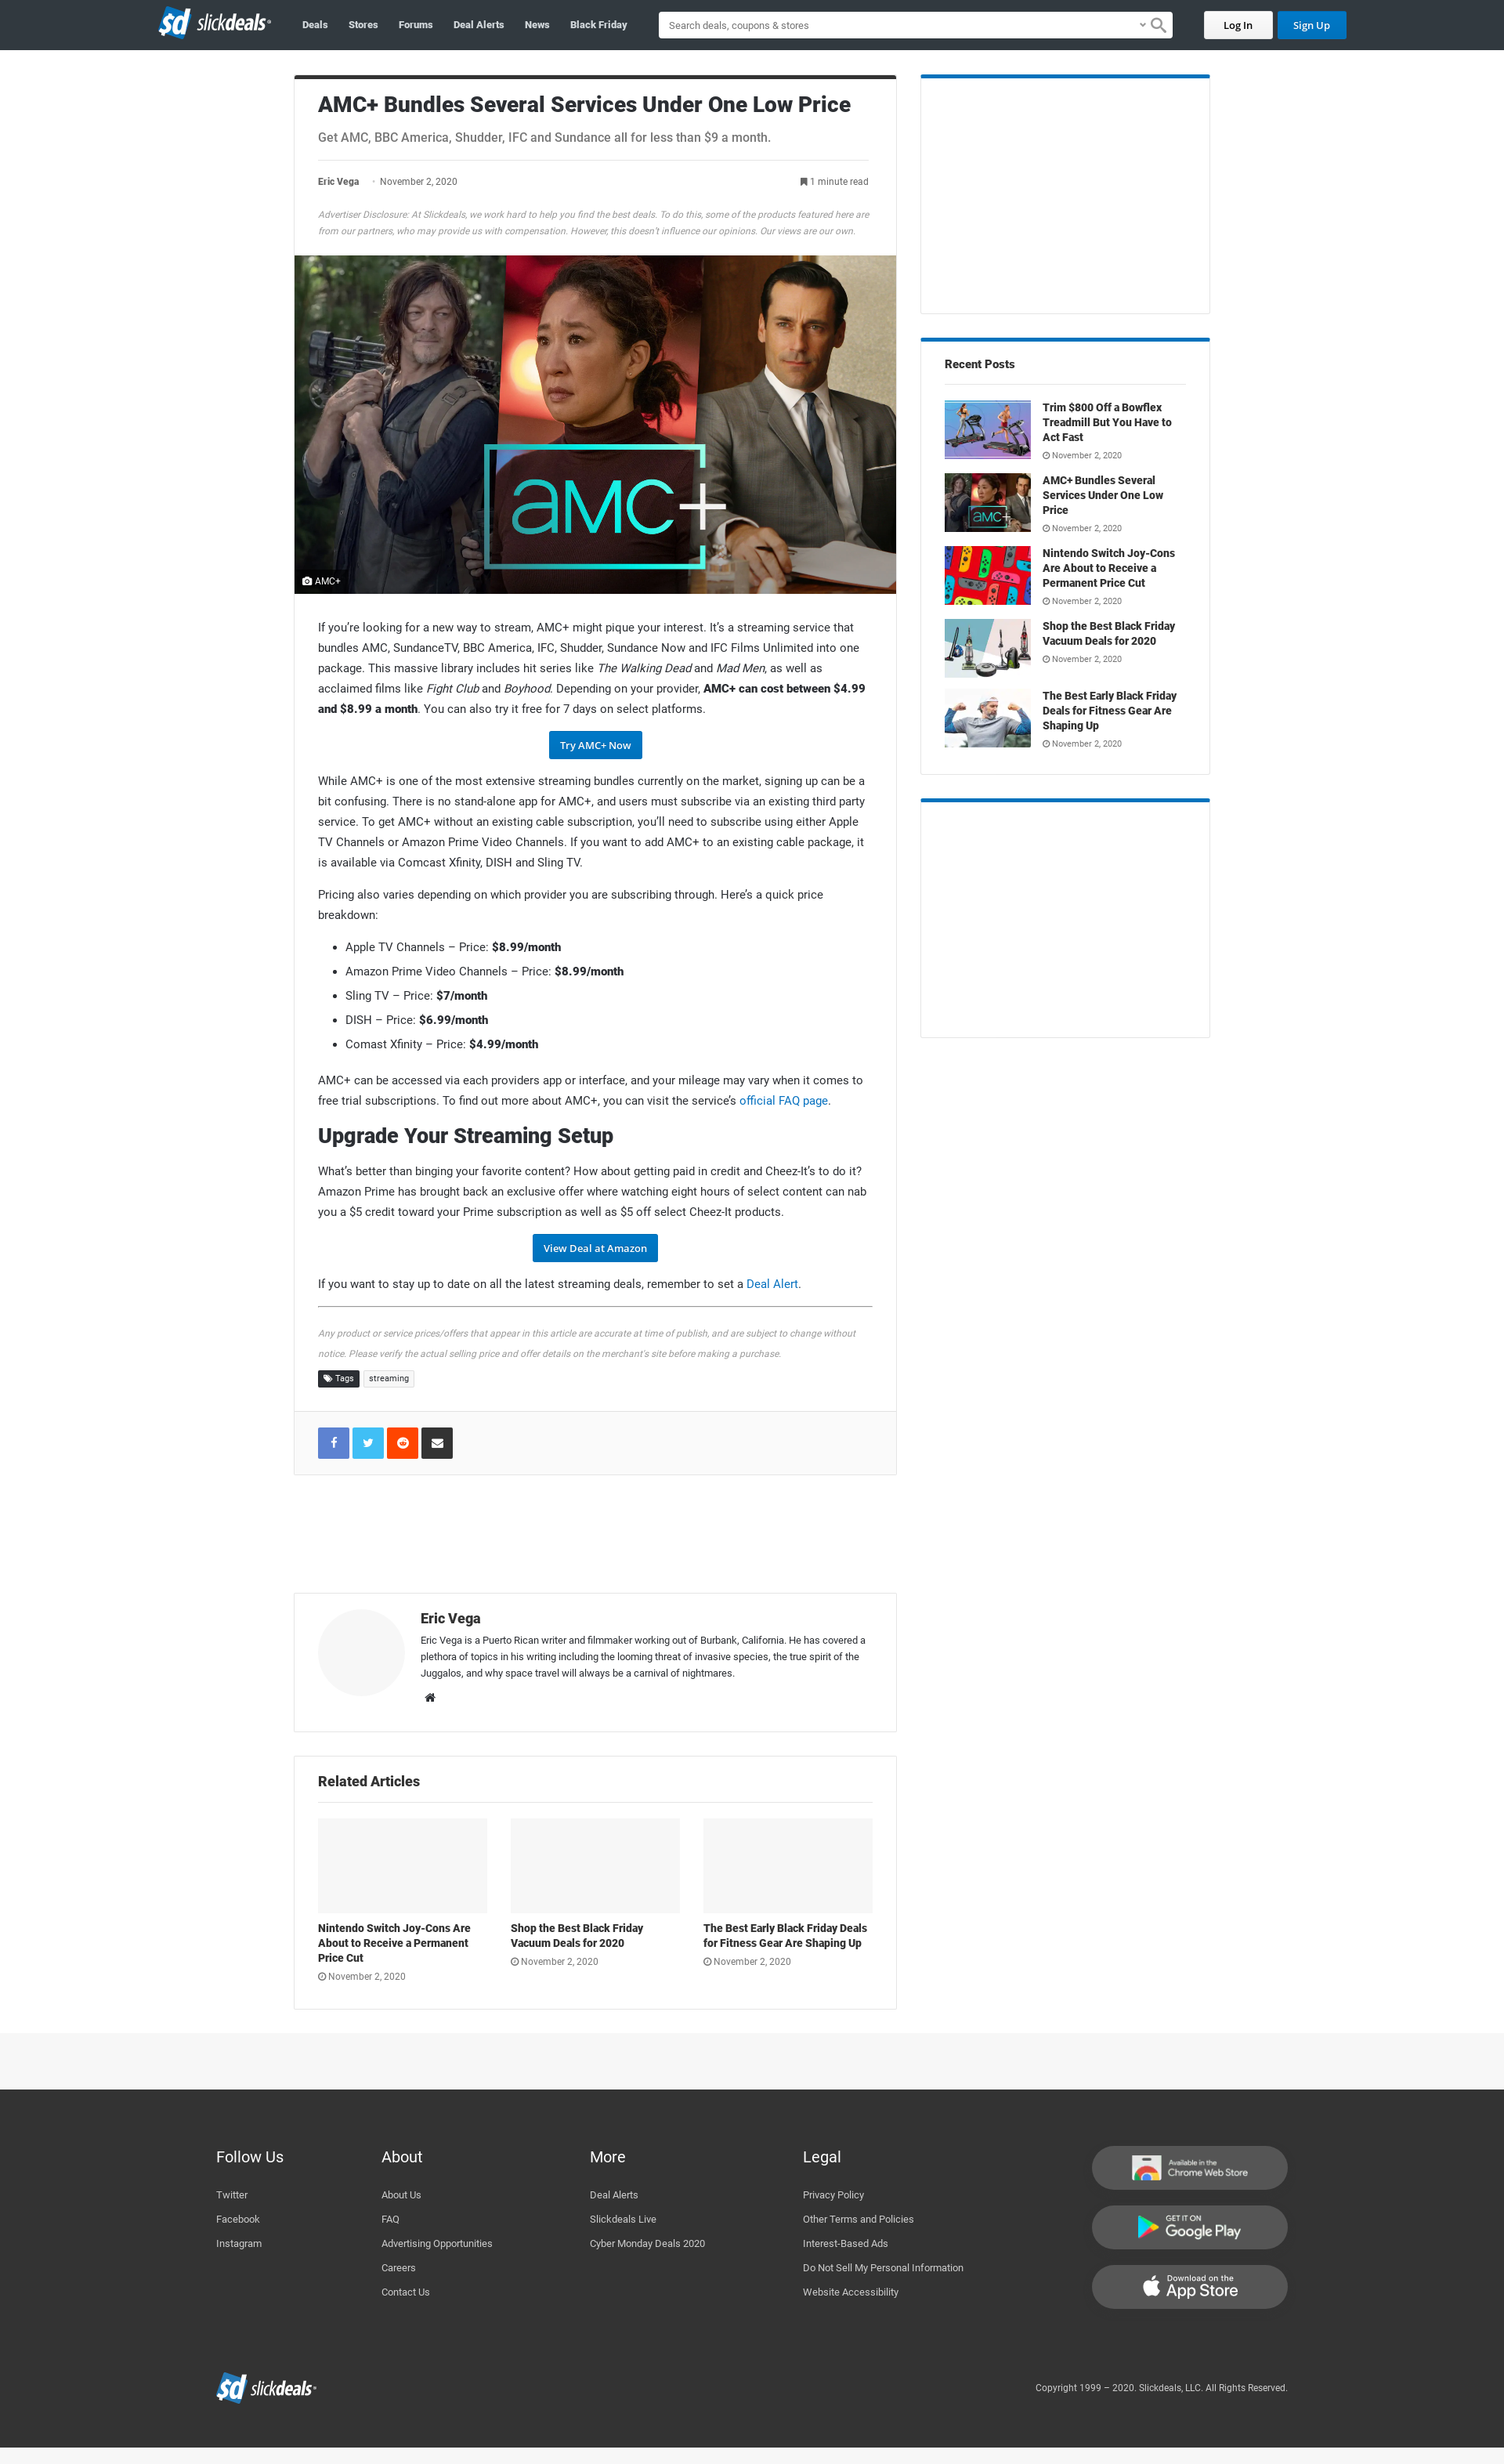 sd slickdeals
Deals Stores Forums Deal Alerts News Black Friday
Search deals, coupons & stores
Log In
Sign Up
AMC+ Bundles Several Services Under One Low Price
Get AMC, BBC America, Shudder, IFC and Sundance all for less than $9 a month.
Eric Vega • November 2, 2020
1 minute read
Advertiser Disclosure: At Slickdeals, we work hard to help you find the best deals. To do this, some of the products featured here are
from our partners, who may provide us with compensation. However, this doesn't influence our opinions. Our views are our own.
aMC+
AMC+
If you're looking for a new way to stream, AMC+ might pique your interest. It's a streaming service that
bundles AMC, SundanceTV, BBC America, IFC, Shudder, Sundance Now and IFC Films Unlimited into one
package. This massive library includes hit series like The Walking Dead and Mad Men, as well as
acclaimed films like Fight Club and Boyhood. Depending on your provider, AMC+ can cost between $4.99
and $8.99 a month. You can also try it free for 7 days on select platforms.
Try AMC+ Now
While AMC+ is one of the most extensive streaming bundles currently on the market, signing up can be a
bit confusing. There is no stand-alone app for AMC+, and users must subscribe via an existing third party
service. To get AMC+ without an existing cable subscription, you'll need to subscribe using either Apple
TV Channels or Amazon Prime Video Channels. If you want to add AMC+ to an existing cable package, it
is available via Comcast Xfinity, DISH and Sling TV.
Pricing also varies depending on which provider you are subscribing through. Here's a quick price
breakdown:
• Apple TV Channels – Price: $8.99/month
• Amazon Prime Video Channels – Price: $8.99/month
• Sling TV – Price: $7/month
• DISH – Price: $6.99/month
• Comast Xfinity – Price: $4.99/month
AMC+ can be accessed via each providers app or interface, and your mileage may vary when it comes to
free trial subscriptions. To find out more about AMC+, you can visit the service's official FAQ page.
Upgrade Your Streaming Setup
What's better than binging your favorite content? How about getting paid in credit and Cheez-It's to do it?
Amazon Prime has brought back an exclusive offer where watching eight hours of select content can nab
you a $5 credit toward your Prime subscription as well as $5 off select Cheez-It products.
View Deal at Amazon
If you want to stay up to date on all the latest streaming deals, remember to set a Deal Alert.
Any product or service prices/offers that appear in this article are accurate at time of publish, and are subject to change without
notice. Please verify the actual selling price and offer details on the merchant's site before making a purchase.
Tags streaming
Eric Vega
Eric Vega is a Puerto Rican writer and filmmaker working out of Burbank, California. He has covered a
plethora of topics in his writing including the looming threat of invasive species, the true spirit of the
Juggalos, and why space travel will always be a carnival of nightmares.
Related Articles
Nintendo Switch Joy-Cons Are
About to Receive a Permanent
Price Cut
November 2, 2020
Shop the Best Black Friday
Vacuum Deals for 2020
November 2, 2020
The Best Early Black Friday Deals
for Fitness Gear Are Shaping Up
November 2, 2020
Recent Posts
Trim $800 Off a Bowflex
Treadmill But You Have to
Act Fast
November 2, 2020
aMC+
AMC+ Bundles Several
Services Under One Low
Price
November 2, 2020
Nintendo Switch Joy-Cons
Are About to Receive a
Permanent Price Cut
November 2, 2020
Shop the Best Black Friday
Vacuum Deals for 2020
November 2, 2020
The Best Early Black Friday
Deals for Fitness Gear Are
Shaping Up
November 2, 2020
Follow Us
Twitter
Facebook
Instagram
About
About Us
FAQ
Advertising Opportunities
Careers
Contact Us
More
Deal Alerts
Slickdeals Live
Cyber Monday Deals 2020
Legal
Privacy Policy
Other Terms and Policies
Interest-Based Ads
Do Not Sell My Personal Information
Website Accessibility
Available in the
Chrome Web Store
GET IT ON
Google Play
Download on the
App Store
sd slickdeals
Copyright 1999 – 2020. Slickdeals, LLC. All Rights Reserved.